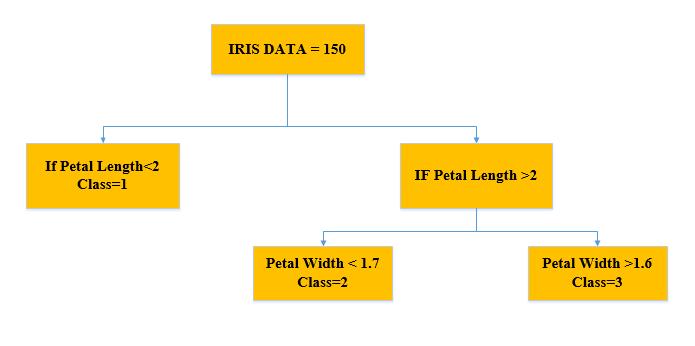 IRIS DATA = 150
If Petal Length<2
Class=1
IF Petal Length >2
Petal Width < 1.7
Class=2
Petal Width >1.6
Class=3